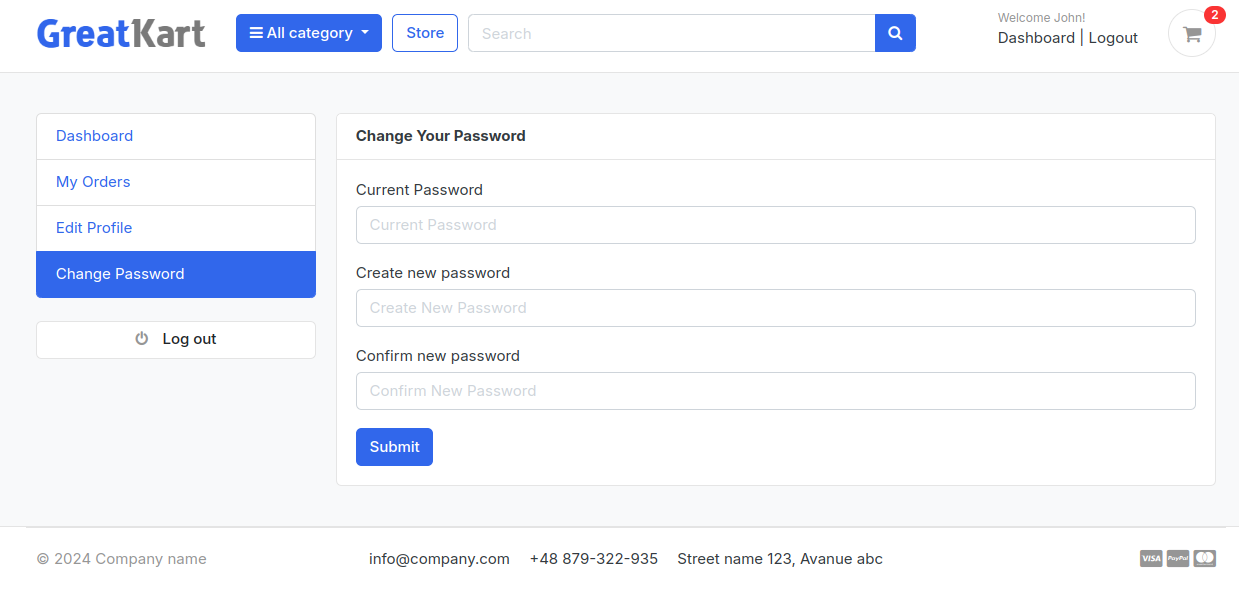 GreatKart
All category
Store
Search
Welcome John!
Dashboard | Logout
2
Dashboard
My Orders
Edit Profile
Change Password
Log out
Change Your Password
Current Password
Current Password
Create new password
Create New Password
Confirm new password
Confirm New Password
Submit
© 2024 Company name
info@company.com +48 879-322-935 Street name 123, Avanue abc
VISA PayPal